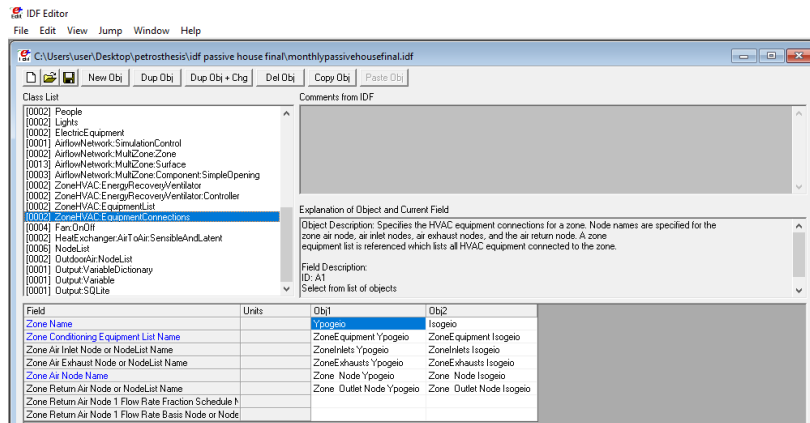 IDF Editor
File Edit View Jump Window Help
C:\Users\user\Desktop\petrosthesis\idf passive house final\monthlypassivehousefinal.idf
New Obj Dup Obj Dup Obj + Chg Del Obj Copy Obj Paste Obj
Class List Comments from IDF
[0002] People
[0002] Lights
[0002] ElectricEquipment
[0001] AirflowNetwork:SimulationControl
[0002] AirflowNetwork:MultiZone:Zone
[0013] AirflowNetwork:MultiZone:Surface
[0003] AirflowNetwork:MultiZone:Component:SimpleOpening
[0002] ZoneHVAC:EnergyRecoveryVentilator
[0002] ZoneHVAC:EnergyRecoveryVentilator:Controller
[0002] ZoneHVAC:EquipmentList
[0002] ZoneHVAC:EquipmentConnections
[0004] Fan:OnOff
[0002] HeatExchanger:AirToAir:SensibleAndLatent
[0006] NodeList
[0002] OutdoorAir:NodeList
[0001] Output:VariableDictionary
[0001] Output:Variable
[0001] Output:SQLite
Explanation of Object and Current Field
Object Description: Specifies the HVAC equipment connections for a zone. Node names are specified for the
zone air node, air inlet nodes, air exhaust nodes, and the air return node. A zone
equipment list is referenced which lists all HVAC equipment connected to the zone.
Field Description:
ID: A1
Select from list of objects
Field Units Obj1 Obj2
Zone Name Ypogeio Isogeio
Zone Conditioning Equipment List Name ZoneEquipment Ypogeio ZoneEquipment Isogeio
Zone Air Inlet Node or NodeList Name ZoneInlets Ypogeio ZoneInlets Isogeio
Zone Air Exhaust Node or NodeList Name ZoneExhausts Ypogeio ZoneExhausts Isogeio
Zone Air Node Name Zone Node Ypogeio Zone Node Isogeio
Zone Return Air Node or NodeList Name Zone Outlet Node Ypogeio Zone Outlet Node Isogeio
Zone Return Air Node 1 Flow Rate Fraction Schedule N
Zone Return Air Node 1 Flow Rate Basis Node or Node